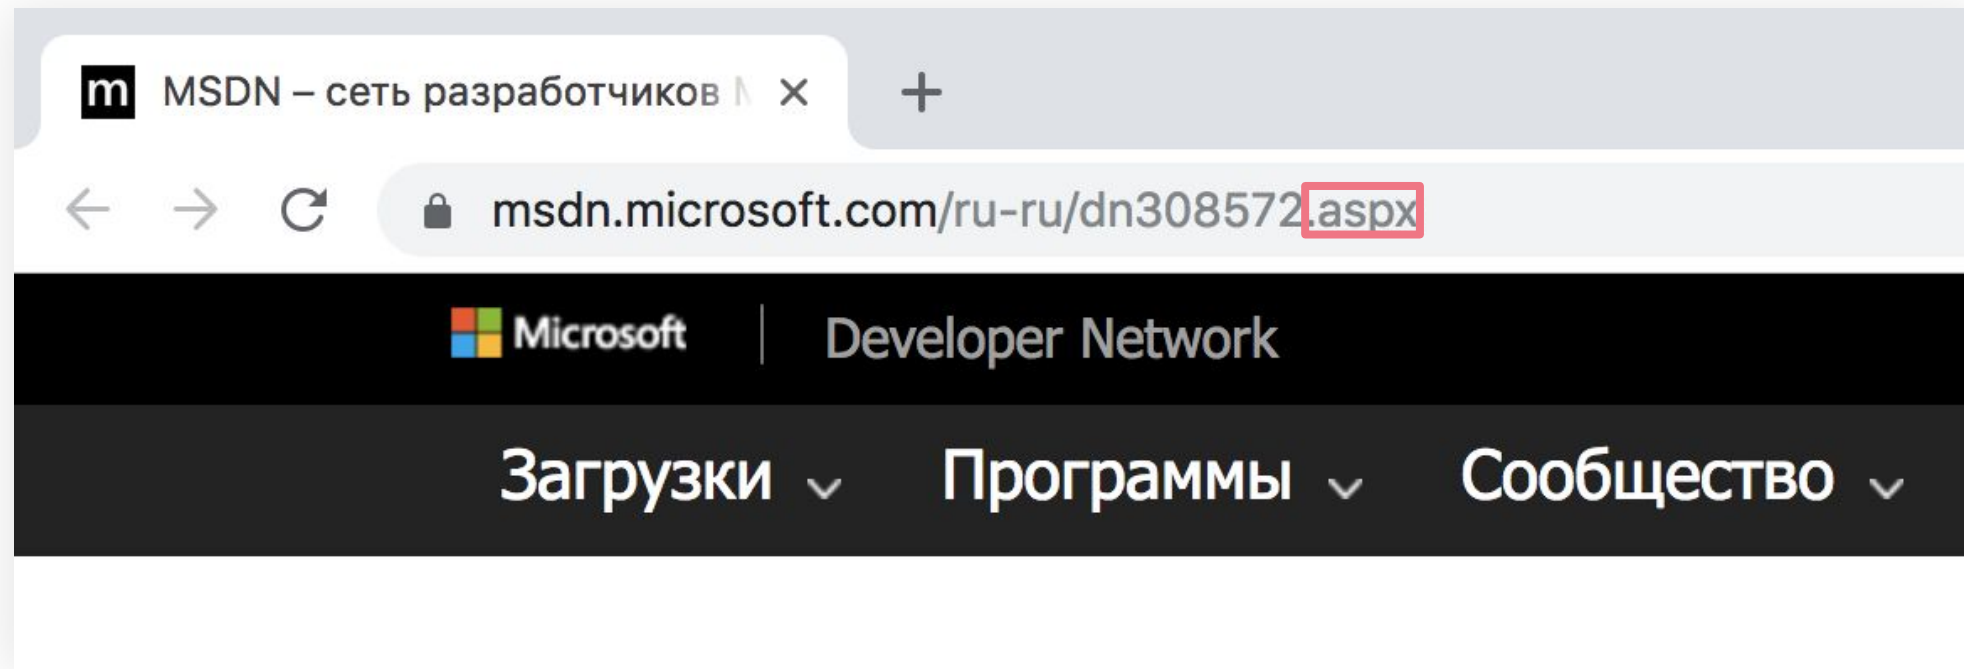 m MSDN – сеть разработчиков
msdn.microsoft.com/ru-ru/dn308572.aspx
Microsoft | Developer Network
Загрузки Программы Сообщество